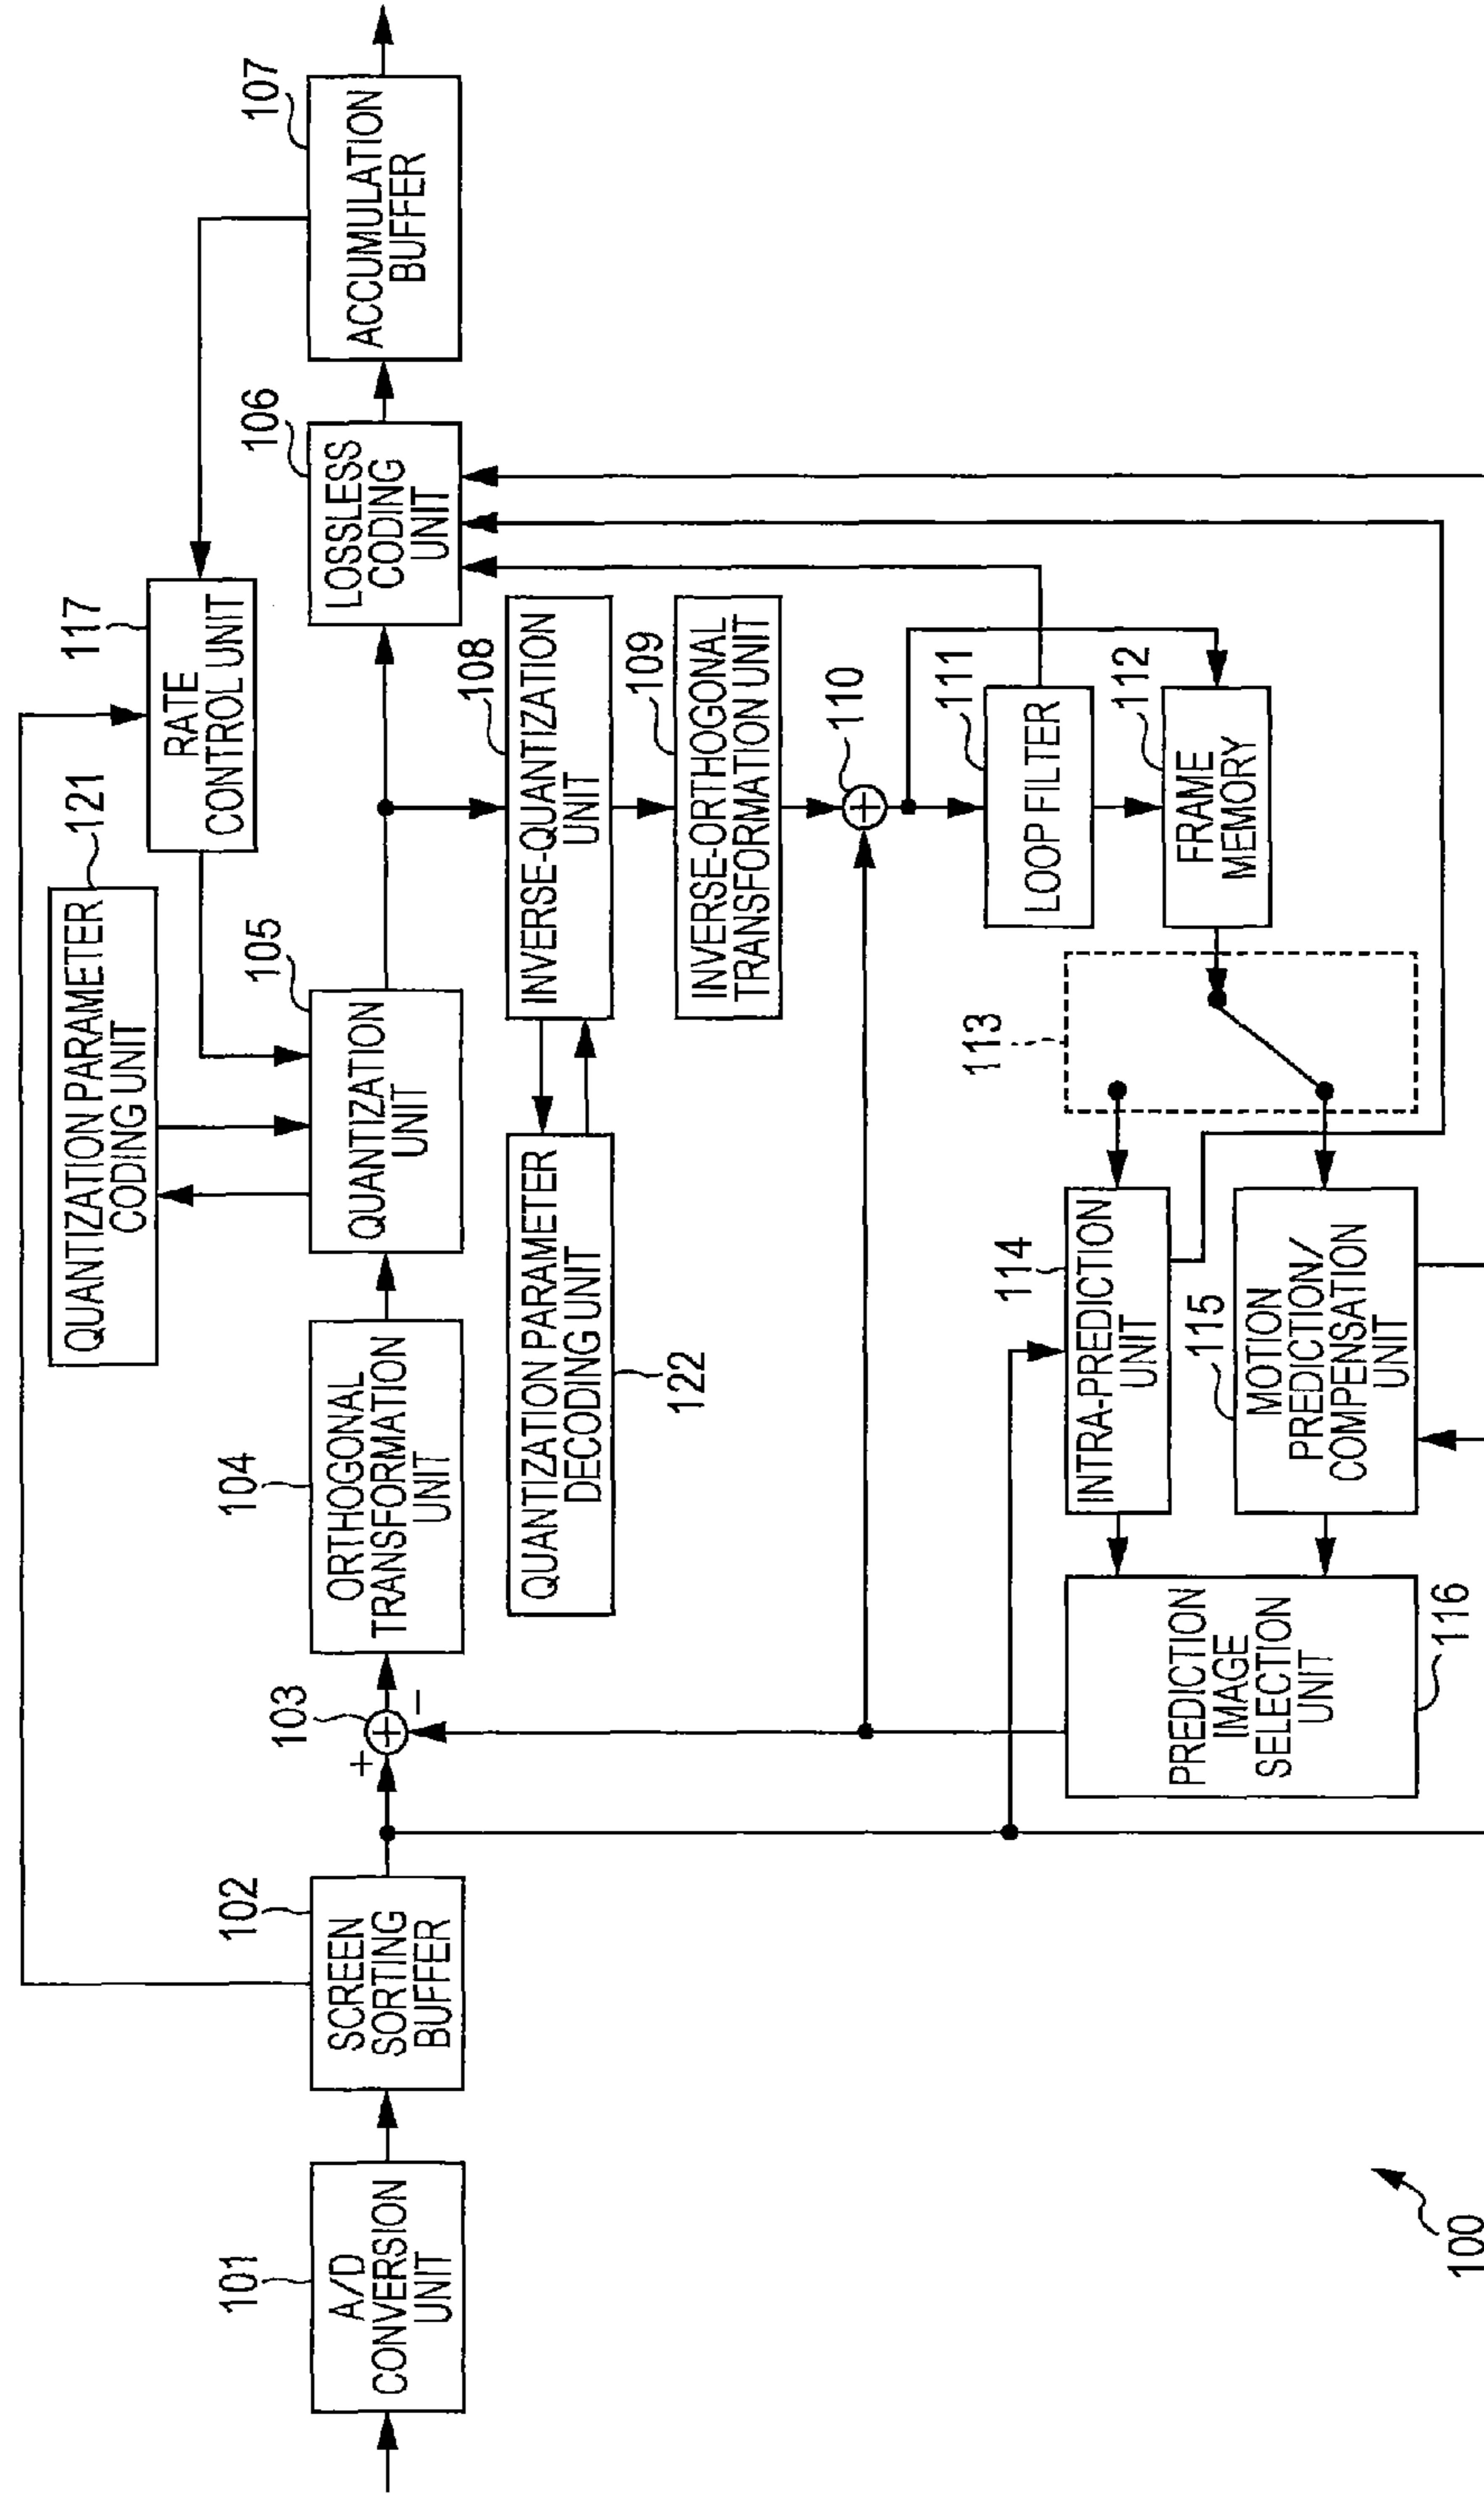 100
101
A/D
CONVERSION
UNIT
102
SCREEN
SORTING
BUFFER
103
+
−
104
ORTHOGONAL
TRANSFORMATION
UNIT
QUANTIZATION PARAMETER
CODING UNIT
121
105
QUANTIZATION
UNIT
RATE
CONTROL UNIT
117
106
LOSSLESS
CODING
UNIT
107
ACCUMULATION
BUFFER
QUANTIZATION PARAMETER
DECODING UNIT
122
108
INVERSE-QUANTIZATION
UNIT
109
INVERSE-ORTHOGONAL
TRANSFORMATION UNIT
110
111
LOOP FILTER
112
FRAME
MEMORY
113
114
INTRA-PREDICTION
UNIT
115
MOTION
PREDICTION/
COMPENSATION
UNIT
PREDICTION
IMAGE
SELECTION
UNIT
116